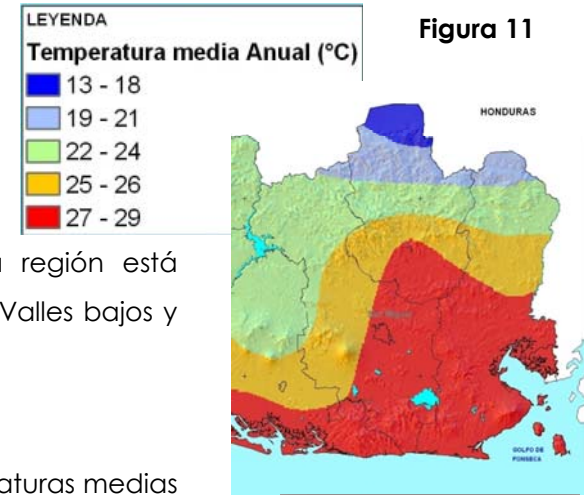 LEYENDA
Temperatura media Anual (°C)
13 - 18
19 - 21
22 - 24
25 - 26
27 - 29
Figura 11
HONDURAS
región está
Valles bajos y
GOLFO DE
FONSECA
aturas medias